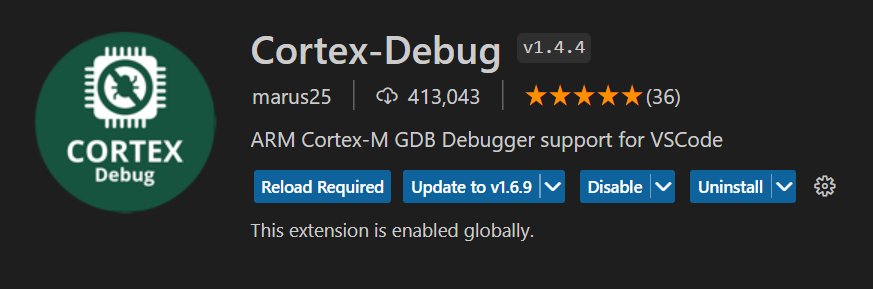 CORTEX
Debug
Cortex-Debug v1.4.4
marus25 413,043 (36)
ARM Cortex-M GDB Debugger support for VSCode
Reload Required Update to v1.6.9 Disable Uninstall
This extension is enabled globally.